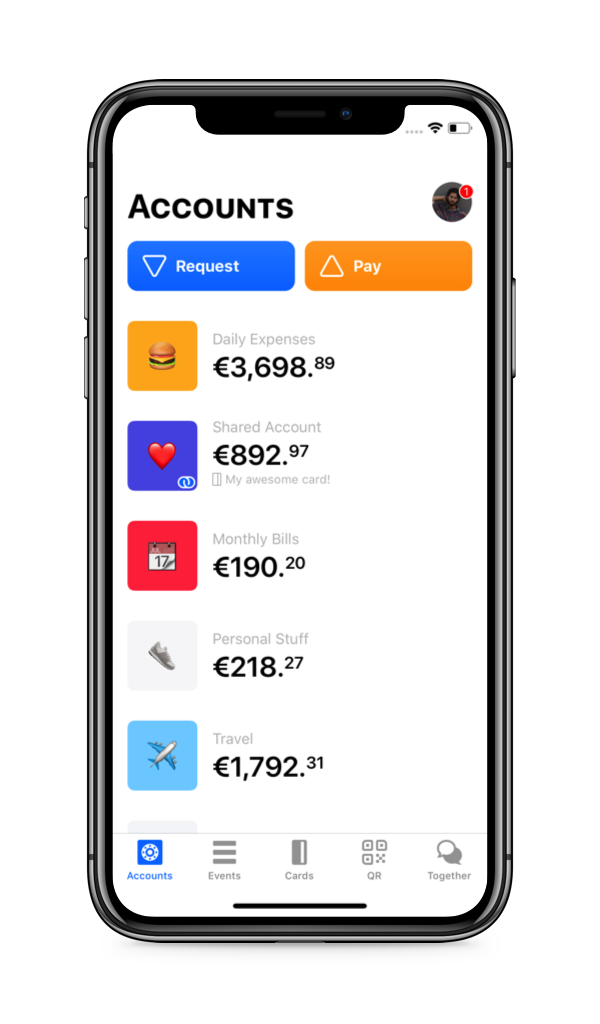 Accounts
1
Request
Pay
Daily Expenses
€3,698.89
Shared Account
€892.97
My awesome card!
Monthly Bills
17
€190.20
Personal Stuff
€218.27
Travel
€1,792.31
Accounts
Events
Cards
QR
Together